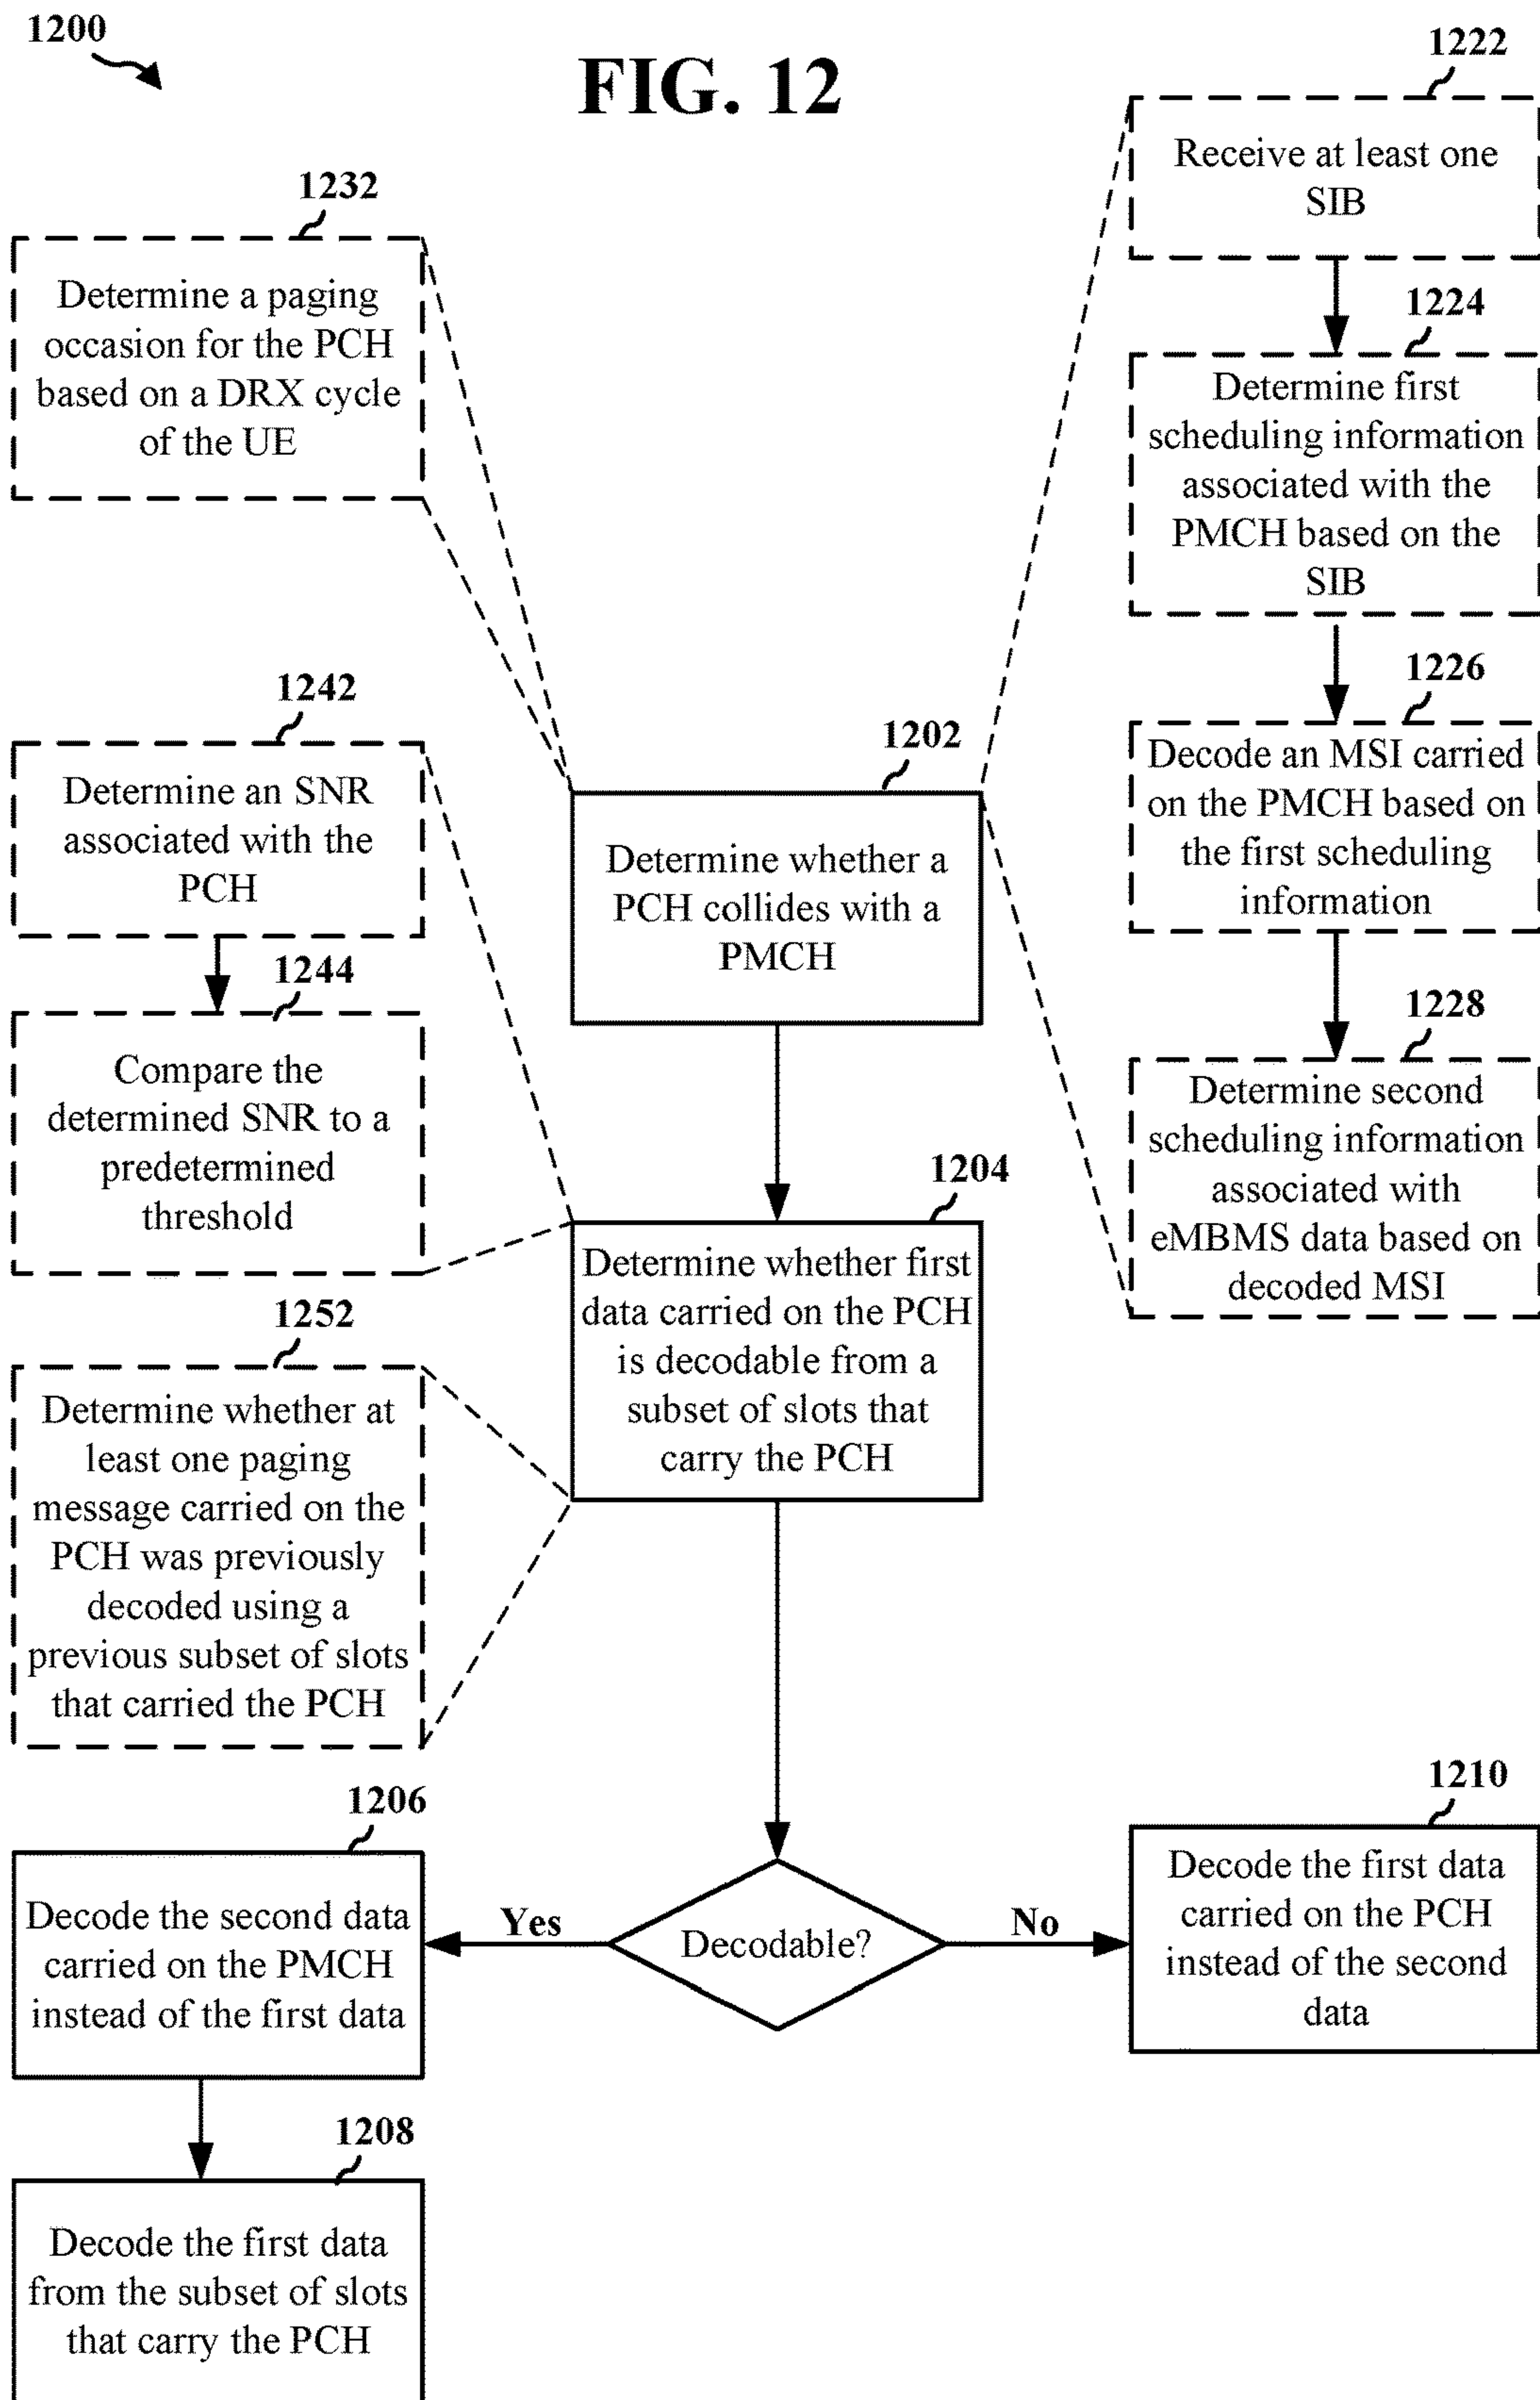 1200
FIG. 12
1222
Receive at least one
SIB
1232
Determine a paging
occasion for the PCH
based on a DRX cycle
of the UE
1224
Determine first
scheduling information
associated with the
PMCH based on the
SIB
1226
Decode an MSI carried
on the PMCH based on
the first scheduling
information
1242
Determine an SNR
associated with the
PCH
1202
Determine whether a
PCH collides with a
PMCH
1244
Compare the
determined SNR to a
predetermined
threshold
1228
Determine second
scheduling information
associated with
eMBMS data based on
decoded MSI
1204
Determine whether first
data carried on the PCH
is decodable from a
subset of slots that
carry the PCH
1252
Determine whether at
least one paging
message carried on the
PCH was previously
decoded using a
previous subset of slots
that carried the PCH
1206
Decode the second data
carried on the PMCH
instead of the first data
Yes
Decodable?
No
1210
Decode the first data
carried on the PCH
instead of the second
data
1208
Decode the first data
from the subset of slots
that carry the PCH